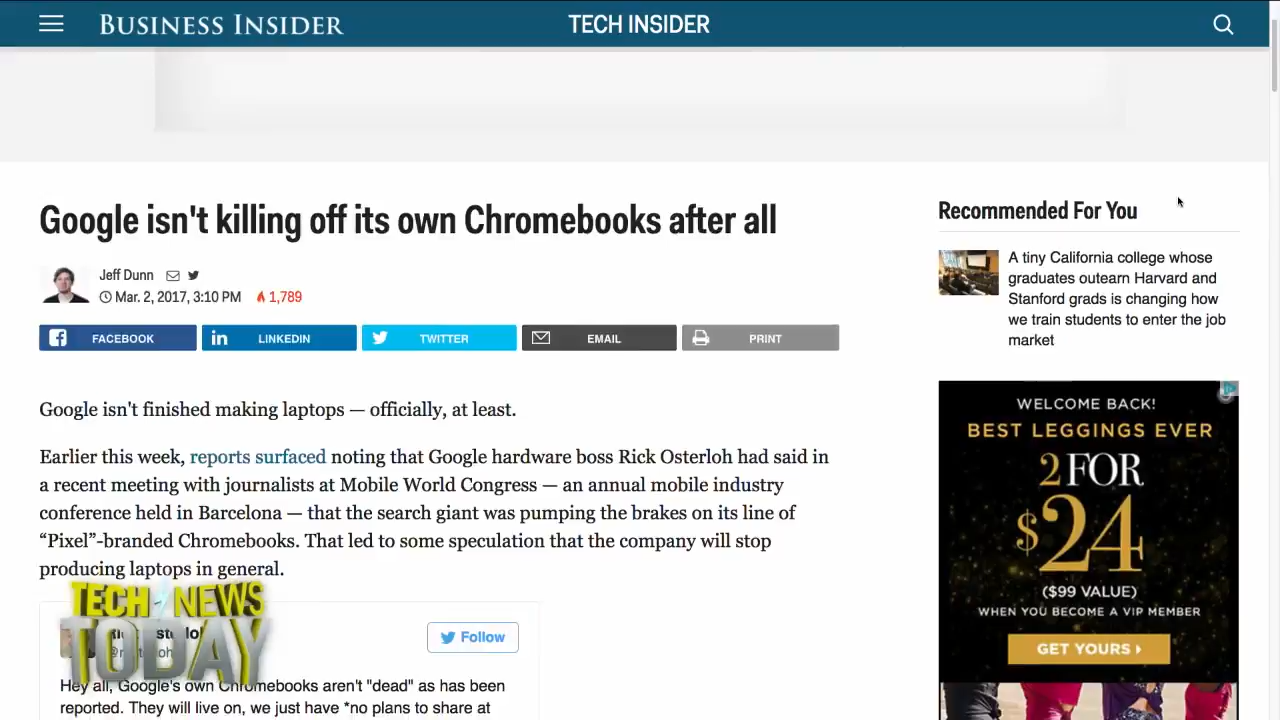 BUSINESS INSIDER
TECH INSIDER
Google isn't killing off its own Chromebooks after all
Jeff Dunn
Mar. 2, 2017, 3:10 PM 1,789
FACEBOOK
LINKEDIN
TWITTER
EMAIL
PRINT
Google isn't finished making laptops — officially, at least.
Earlier this week, reports surfaced noting that Google hardware boss Rick Osterloh had said in
a recent meeting with journalists at Mobile World Congress — an annual mobile industry
conference held in Barcelona — that the search giant was pumping the brakes on its line of
“Pixel”-branded Chromebooks. That led to some speculation that the company will stop
producing laptops in general.
Follow
Hey all, Google's own Chromebooks aren't "dead" as has been
reported. They will live on, we just have *no plans to share at
TECH NEWS
TODAY
Recommended For You
A tiny California college whose
graduates outearn Harvard and
Stanford grads is changing how
we train students to enter the job
market
WELCOME BACK!
BEST LEGGINGS EVER
2 FOR
$24
($99 VALUE)
WHEN YOU BECOME A VIP MEMBER
GET YOURS